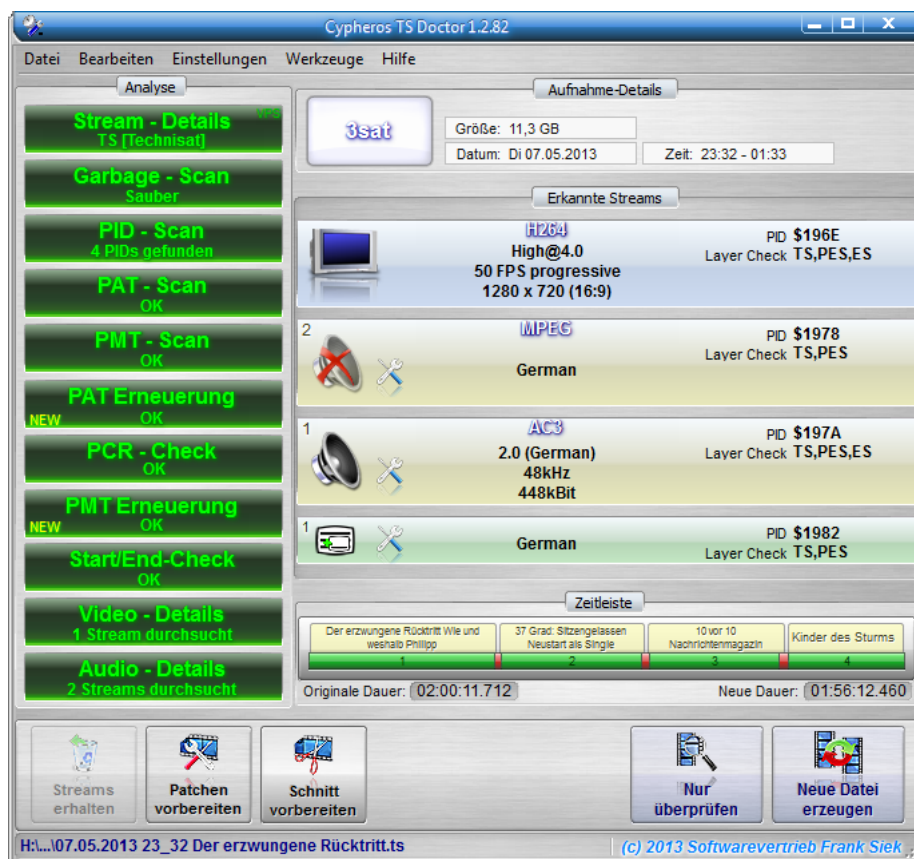 Cypheros TS Doctor 1.2.82
Datei Bearbeiten Einstellungen Werkzeuge Hilfe
Analyse
Stream - Details VPS
TS [Technisat]
Garbage - Scan
Sauber
PID - Scan
4 PIDs gefunden
PAT - Scan
OK
PMT - Scan
OK
PAT Erneuerung
NEW OK
PCR - Check
OK
PMT Erneuerung
NEW OK
Start/End-Check
OK
Video - Details
1 Stream durchsucht
Audio - Details
2 Streams durchsucht
Aufnahme-Details
3sat
Größe: 11,3 GB
Datum: Di 07.05.2013 Zeit: 23:32 - 01:33
Erkannte Streams
H264
High@4.0
50 FPS progressive
1280 x 720 (16:9)
PID $196E
Layer Check TS,PES,ES
2
MPEG
German
PID $1978
Layer Check TS,PES
1
AC3
2.0 (German)
48kHz
448kBit
PID $197A
Layer Check TS,PES,ES
1
German
PID $1982
Layer Check TS,PES
Zeitleiste
Der erzwungene Rücktritt Wie und
weshalb Philipp
37 Grad: Sitzengelassen
Neustart als Single
10 vor 10
Nachrichtenmagazin
Kinder des Sturms
1 2 3 4
Originale Dauer: 02:00:11.712 Neue Dauer: 01:56:12.460
Streams
erhalten
Patchen
vorbereiten
Schnitt
vorbereiten
Nur
überprüfen
Neue Datei
erzeugen
H:\...\07.05.2013 23_32 Der erzwungene Rücktritt.ts (c) 2013 Softwarevertrieb Frank Siek